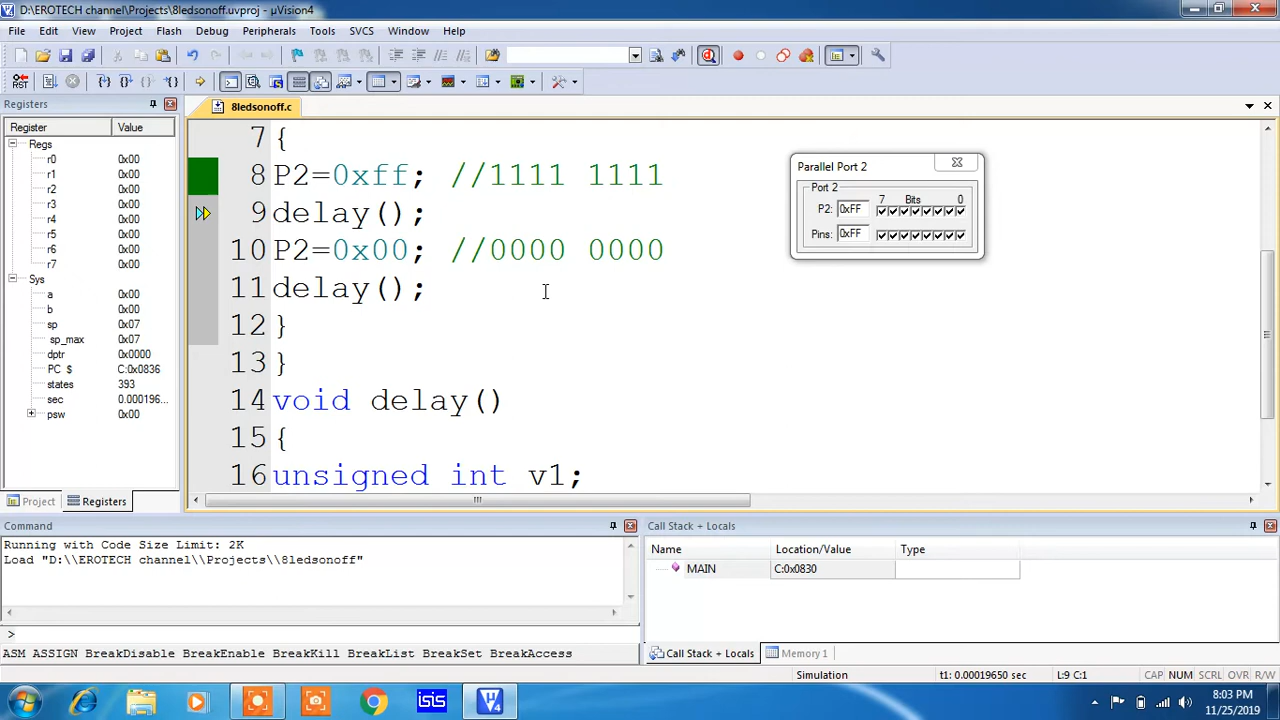 D:\EROTECH channel\Projects\8ledsonoff.uvproj - µVision4
File Edit View Project Flash Debug Peripherals Tools SVCS Window Help
Registers
8ledsonoff.c
Register Value
Regs
r0 0x00
r1 0x00
r2 0x00
r3 0x00
r4 0x00
r5 0x00
r6 0x00
r7 0x00
Sys
a 0x00
b 0x00
sp 0x07
sp_max 0x07
dptr 0x0000
PC $ C:0x0836
states 393
sec 0.000196...
psw 0x00
Project Registers
7 {
8 P2=0xff; //1111 1111
9 delay();
10 P2=0x00; //0000 0000
11 delay();
12 }
13 }
14 void delay()
15 {
16 unsigned int v1;
Parallel Port 2
Port 2
7 Bits 0
P2: 0xFF
Pins: 0xFF
Command
Running with Code Size Limit: 2K
Load "D:\\EROTECH channel\\Projects\\8ledsonoff"
>
ASM ASSIGN BreakDisable BreakEnable BreakKill BreakList BreakSet BreakAccess
Call Stack + Locals
Name Location/Value Type
MAIN C:0x0830
Call Stack + Locals Memory 1
Simulation t1: 0.00019650 sec L:9 C:1 CAP NUM SCRL OVR R/W
RST
isis
8:03 PM
11/25/2019